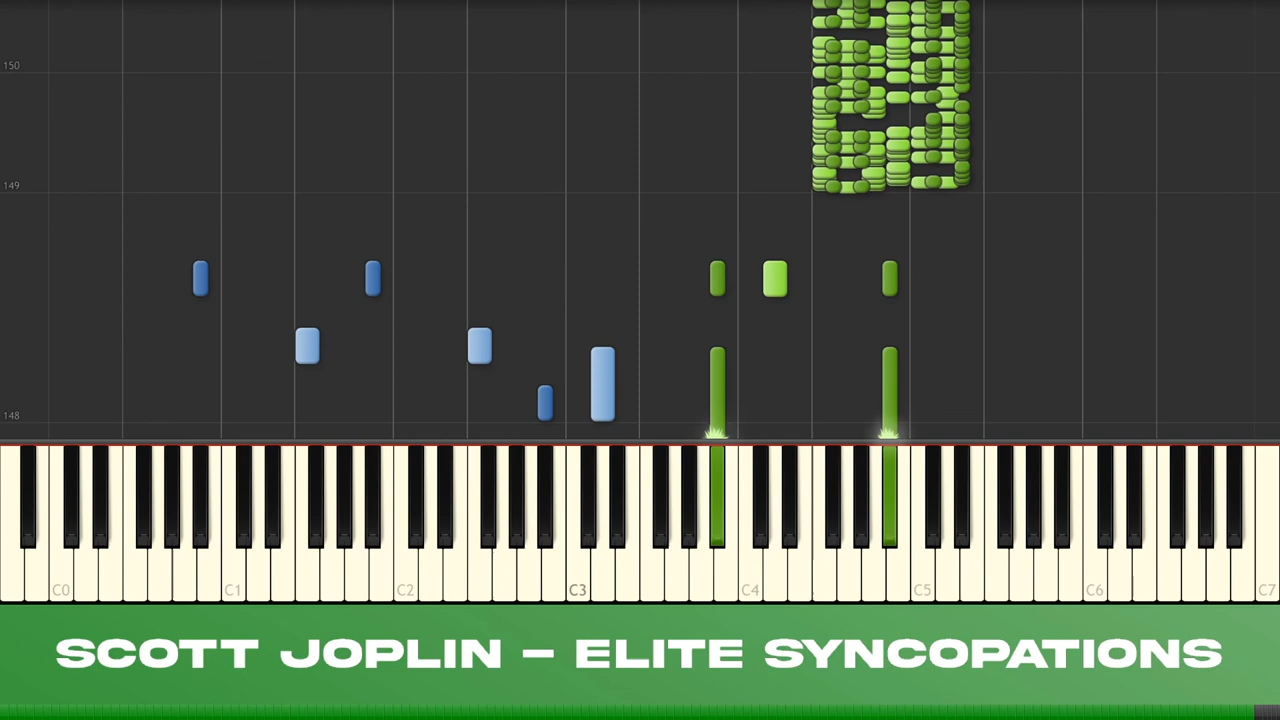 150
149
148
C0 C1 C2 C3 C4 C5 C6 C7
SCOTT JOPLIN – ELITE SYNCOPATIONS